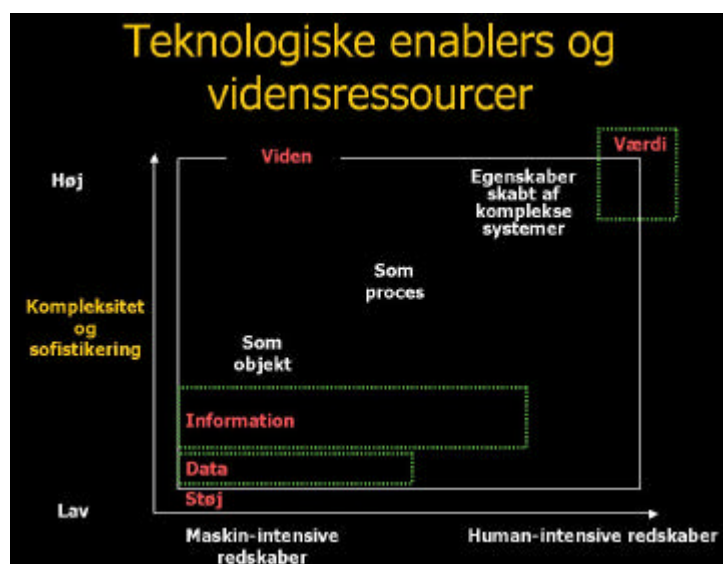 Teknologiske enablers og
vidensressourcer
Viden
Værdi
Høj
Egenskaber
skabt af
komplekse
systemer
Som
proces
Kompleksitet
og
sofistikering
Som
objekt
Information
Data
Støj
Lav
Maskin-intensive
redskaber
Human-intensive redskaber